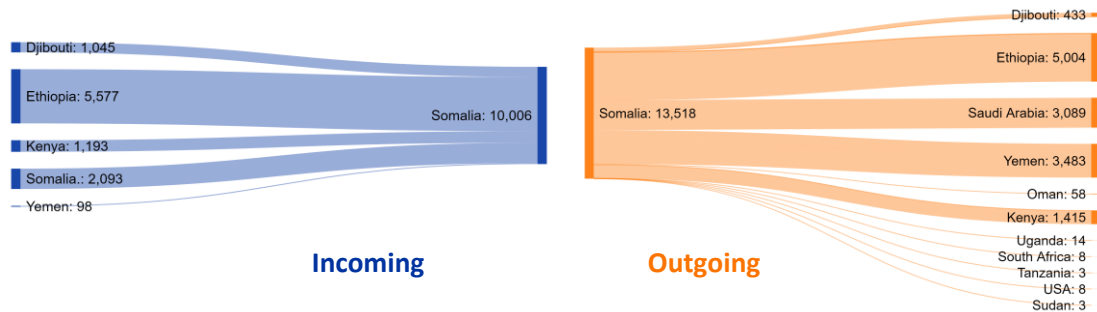 Djibouti: 1,045
Ethiopia: 5,577
Kenya: 1,193
Somalia.: 2,093
Yemen: 98
Somalia: 10,006
Incoming
Somalia: 13,518
Djibouti: 433
Ethiopia: 5,004
Saudi Arabia: 3,089
Yemen: 3,483
Oman: 58
Kenya: 1,415
Uganda: 14
South Africa: 8
Tanzania: 3
USA: 8
Sudan: 3
Outgoing